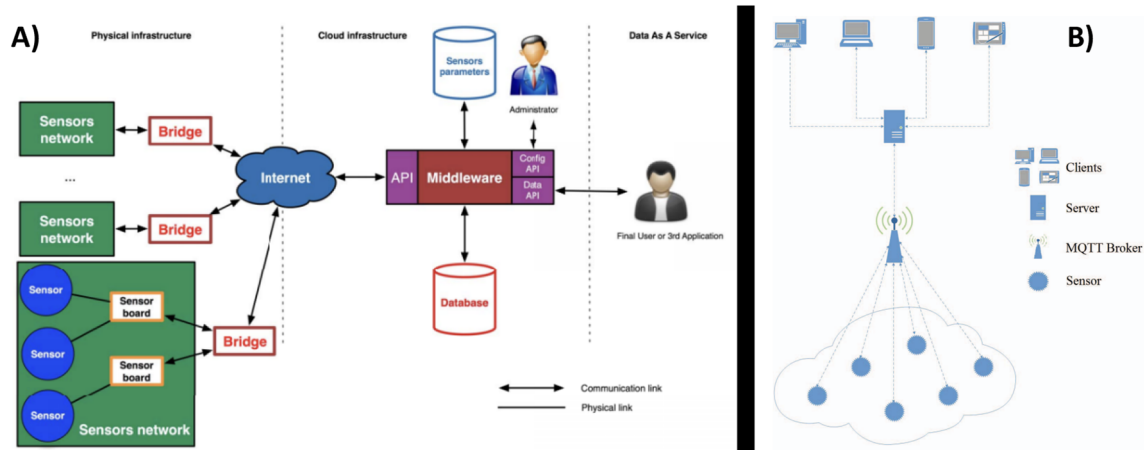 A)
Physical infrastructure
Cloud infrastructure
Data As A Service
Sensors
parameters
Administrator
Sensors
network
Bridge
...
Internet
API
Middleware
Config
API
Data
API
Final User or 3rd Application
Sensors
network
Bridge
Sensor
Sensor
board
Sensor
Sensor
board
Sensor
Bridge
Sensors network
Database
Communication link
Physical link
B)
Clients
Server
MQTT Broker
Sensor